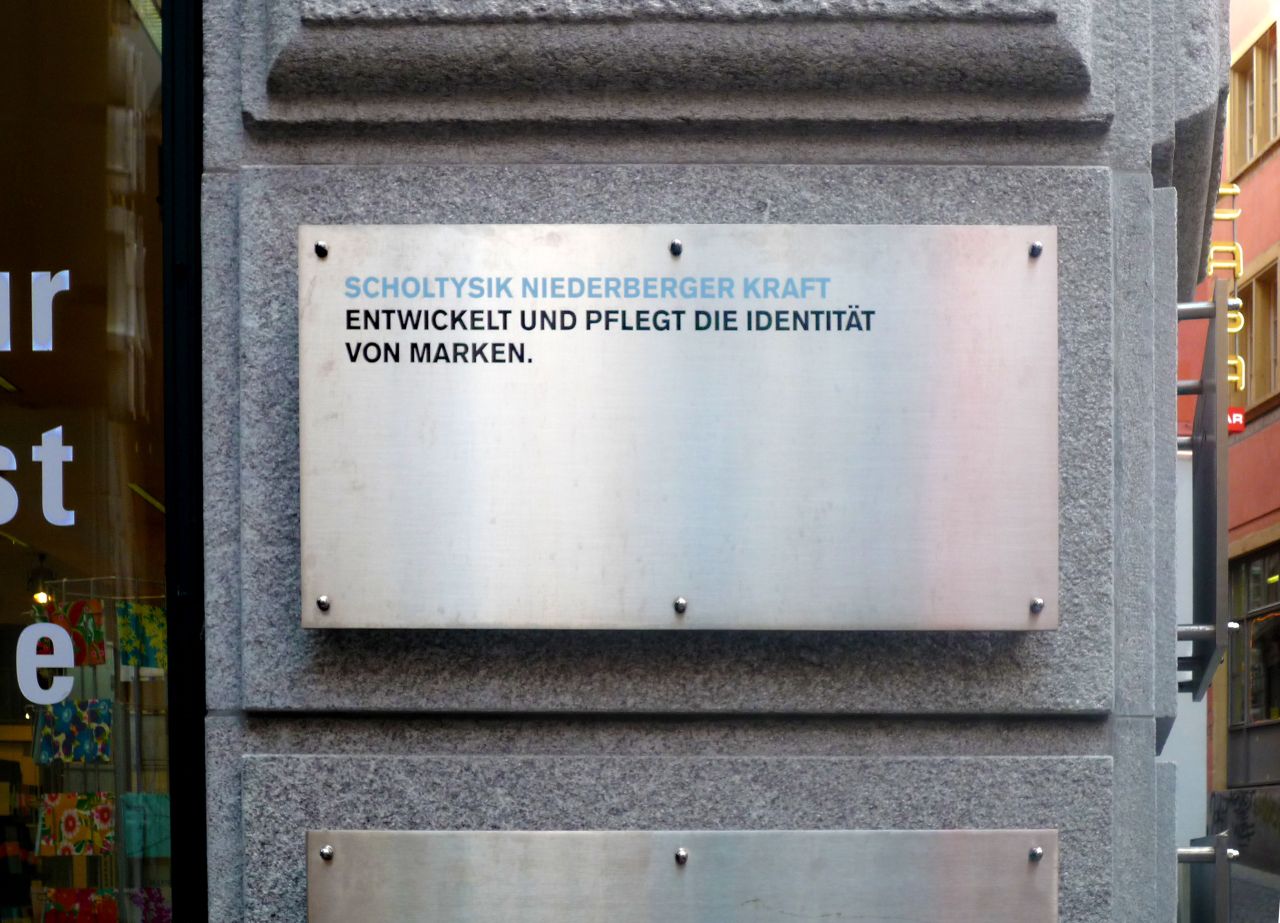 SCHOLTYSIK NIEDERBERGER KRAFT
ENTWICKELT UND PFLEGT DIE IDENTITÄT
VON MARKEN.